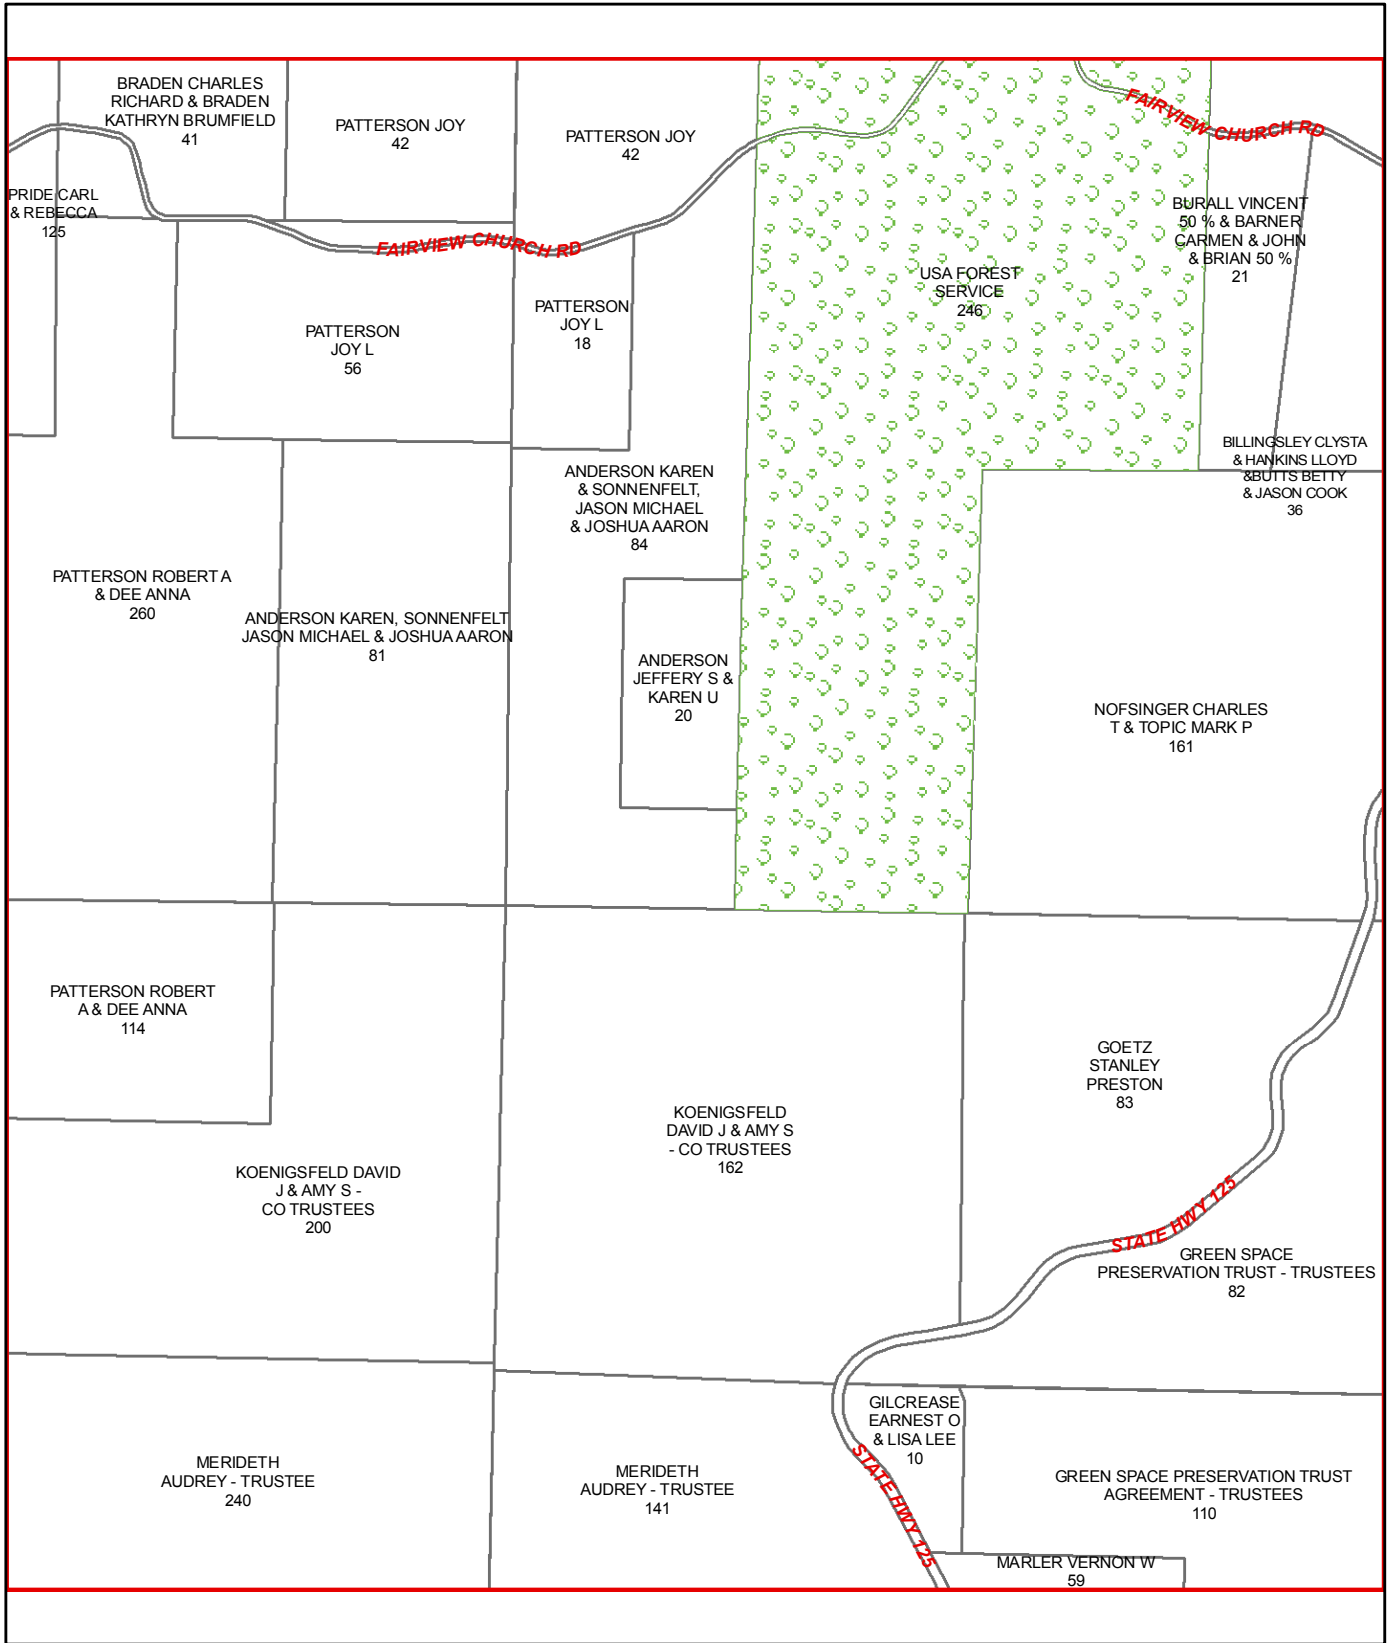 BRADEN CHARLES
RICHARD & BRADEN
KATHRYN BRUMFIELD
41
PATTERSON JOY
42
PATTERSON JOY
42
FAIRVIEW CHURCH RD
PRIDE CARL
& REBECCA
125
FAIRVIEW CHURCH RD
BURALL VINCENT
50 % & BARNER
CARMEN & JOHN
& BRIAN 50 %
21
USA FOREST
SERVICE
246
PATTERSON
JOY L
56
PATTERSON
JOY L
18
BILLINGSLEY CLYSTA
& HANKINS LLOYD
&BUTTS BETTY
& JASON COOK
36
ANDERSON KAREN
& SONNENFELT,
JASON MICHAEL
& JOSHUA AARON
84
PATTERSON ROBERT A
& DEE ANNA
260
ANDERSON KAREN, SONNENFELT
JASON MICHAEL & JOSHUA AARON
81
ANDERSON
JEFFERY S &
KAREN U
20
NOFSINGER CHARLES
T & TOPIC MARK P
161
PATTERSON ROBERT
A & DEE ANNA
114
GOETZ
STANLEY
PRESTON
83
KOENIGSFELD
DAVID J & AMY S
- CO TRUSTEES
162
KOENIGSFELD DAVID
J & AMY S -
CO TRUSTEES
200
STATE HWY 125
GREEN SPACE
PRESERVATION TRUST - TRUSTEES
82
GILCREASE
EARNEST O
& LISA LEE
10
MERIDETH
AUDREY - TRUSTEE
240
MERIDETH
AUDREY - TRUSTEE
141
STATE HWY 125
GREEN SPACE PRESERVATION TRUST
AGREEMENT - TRUSTEES
110
MARLER VERNON W
59